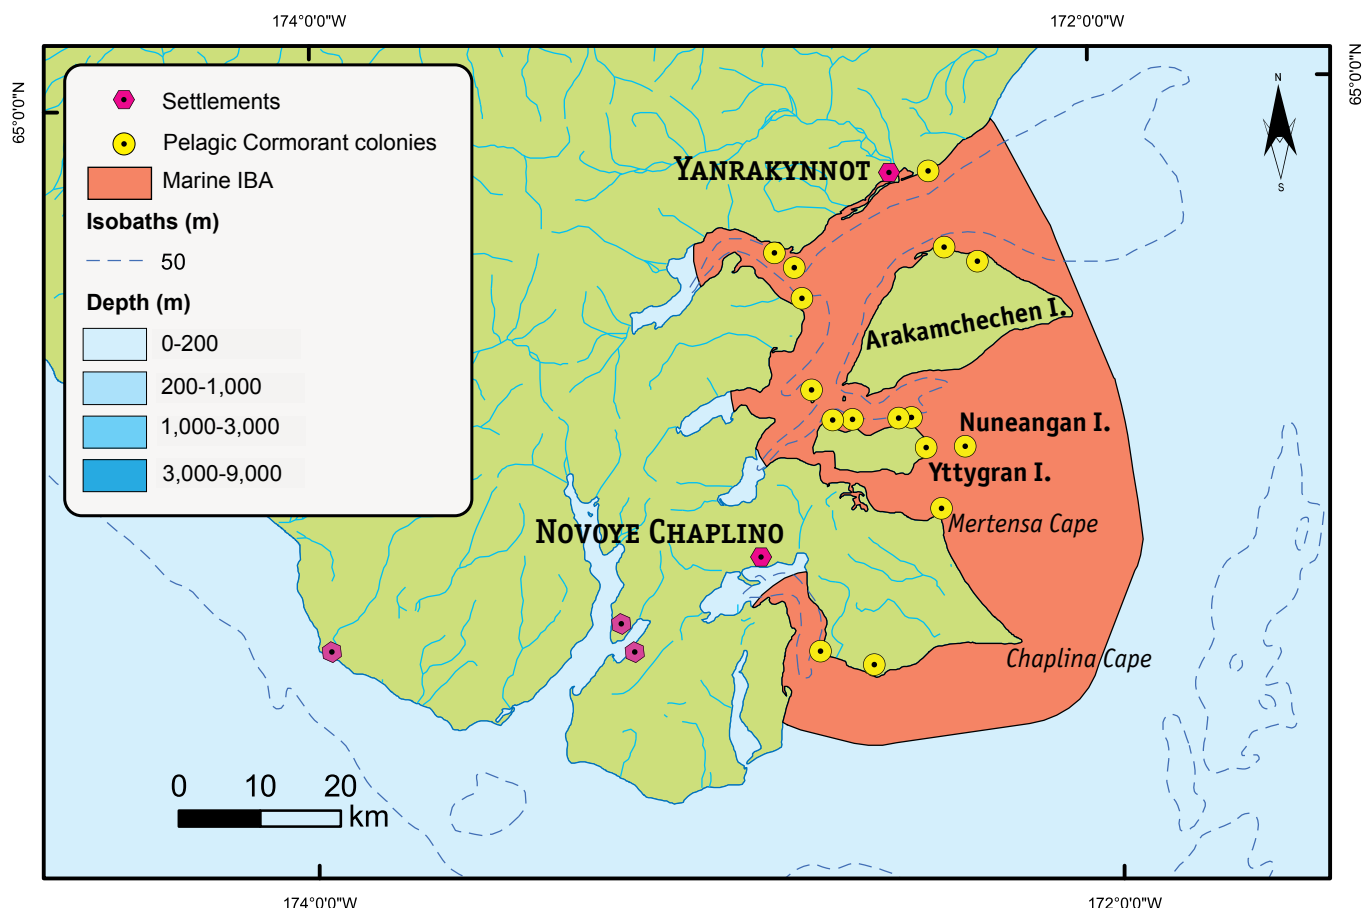 174°0'0"W
172°0'0"W
65°0'0"N
65°0'0"N
N
S
Settlements
Pelagic Cormorant colonies
Marine IBA
Isobaths (m)
50
Depth (m)
0-200
200-1,000
1,000-3,000
3,000-9,000
YANRAKYNNOT
Arakamchechen I.
Nuneangan I.
Yttygran I.
Mertensa Cape
NOVOYE CHAPLINO
Chaplina Cape
0 10 20
km
174°0'0"W
172°0'0"W